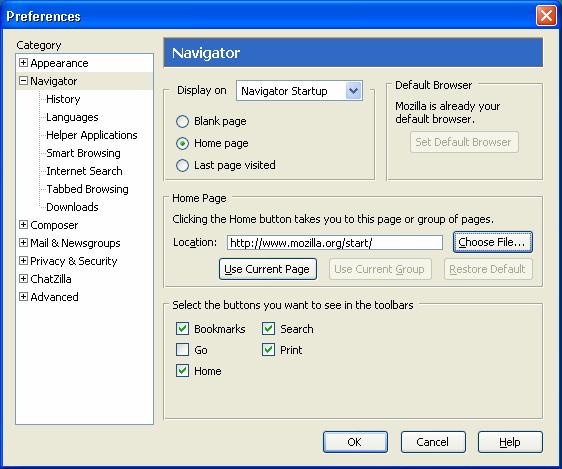 Preferences
Category
Appearance
Navigator
History
Languages
Helper Applications
Smart Browsing
Internet Search
Tabbed Browsing
Downloads
Composer
Mail & Newsgroups
Privacy & Security
ChatZilla
Advanced
Navigator
Display on Navigator Startup
Blank page
Home page
Last page visited
Default Browser
Mozilla is already your
default browser.
Set Default Browser
Home Page
Clicking the Home button takes you to this page or group of pages.
Location: http://www.mozilla.org/start/ Choose File...
Use Current Page Use Current Group Restore Default
Select the buttons you want to see in the toolbars
Bookmarks Search
Go Print
Home
OK Cancel Help